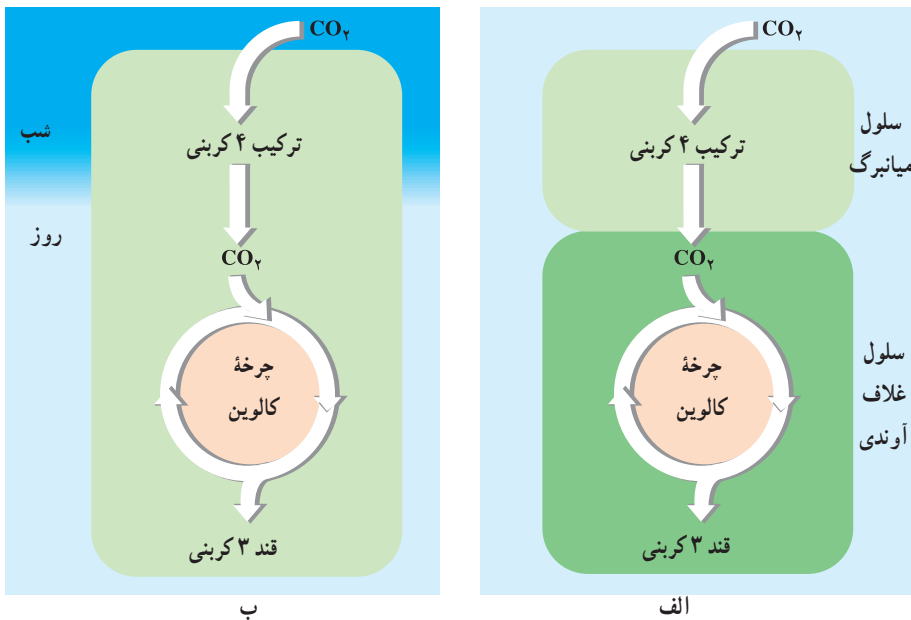 CO۲
سلول
میانبرگ
ترکیب ۴ کربنی
CO۲
سلول
غلاف
آوندی
چرخهٔ
کالوین
قند ۳ کربنی
الف
CO۲
شب
ترکیب ۴ کربنی
روز
CO۲
چرخهٔ
کالوین
قند ۳ کربنی
ب